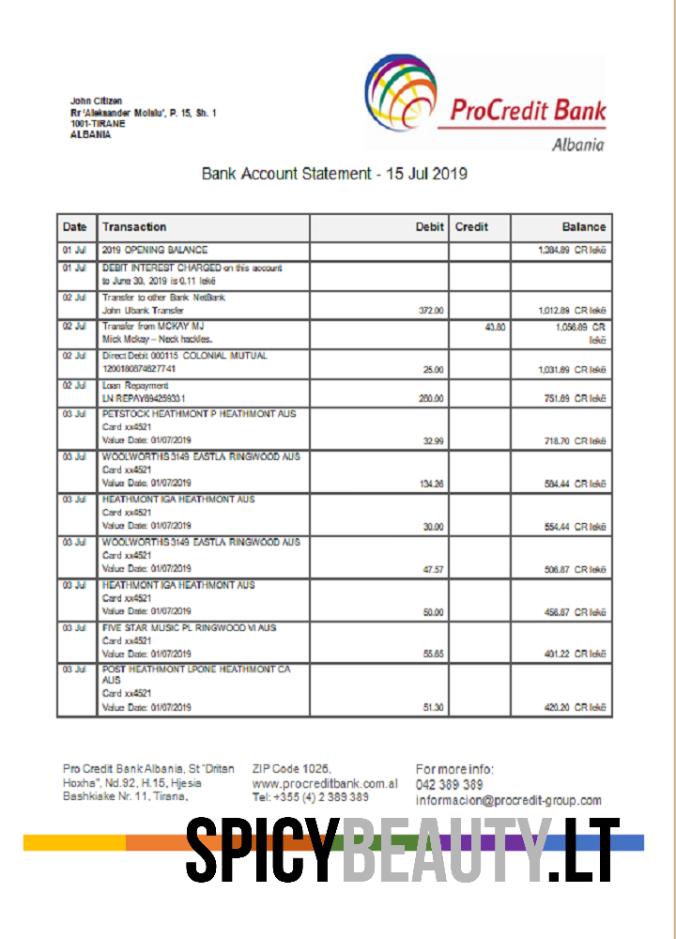 John Citizen
Rr 'Aleksander Moisiu', P. 15, Sh. 1
1001-TIRANE
ALBANIA
ProCredit Bank
Albania
Bank Account Statement - 15 Jul 2019
Date Transaction Debit Credit Balance
01 Jul 2019 OPENING BALANCE 1,384.89 CR lekë
01 Jul DEBIT INTEREST CHARGED on this account
to June 30, 2019 is 0.11 lekë
02 Jul Transfer to other Bank NetBank
John Ubank Transfer 372.00 1,012.89 CR lekë
02 Jul Transfer from MCKAY MJ 43.80 1,056.69 CR
Mick Mckay – Neck hackles. lekë
02 Jul Direct Debit 000115 COLONIAL MUTUAL
25.00 1,031.69 CR lekë
02 Jul Loan Repayment
280.00 751.69 CR lekë
03 Jul PETSTOCK HEATHMONT P HEATHMONT AUS
Card xx4521
Value Date: 01/07/2019 32.99 718.70 CR lekë
03 Jul WOOLWORTHS 3149 EASTLA RINGWOOD AUS
Card xx4521
Value Date: 01/07/2019 134.26 584.44 CR lekë
03 Jul HEATHMONT IGA HEATHMONT AUS
Card xx4521
Value Date: 01/07/2019 30.00 554.44 CR lekë
03 Jul WOOLWORTHS 3149 EASTLA RINGWOOD AUS
Card xx4521
Value Date: 01/07/2019 47.57 506.87 CR lekë
03 Jul HEATHMONT IGA HEATHMONT AUS
Card xx4521
Value Date: 01/07/2019 50.00 456.87 CR lekë
03 Jul FIVE STAR MUSIC PL RINGWOOD VI AUS
Card xx4521
Value Date: 01/07/2019 55.65 401.22 CR lekë
03 Jul POST HEATHMONT LPONE HEATHMONT CA
AUS
Card xx4521
Value Date: 01/07/2019 51.30 420.20 CR lekë
Pro Credit Bank Albania, St "Dritan
Hoxha", Nd.92, H.15, Hjesia
Bashkiake Nr. 11, Tirana,
ZIP Code 1026,
www.procreditbank.com.al
Tel: +355 (4) 2 389 389
For more info:
042 389 389
informacion@procredit-group.com
SPICYBEAUTY.LT